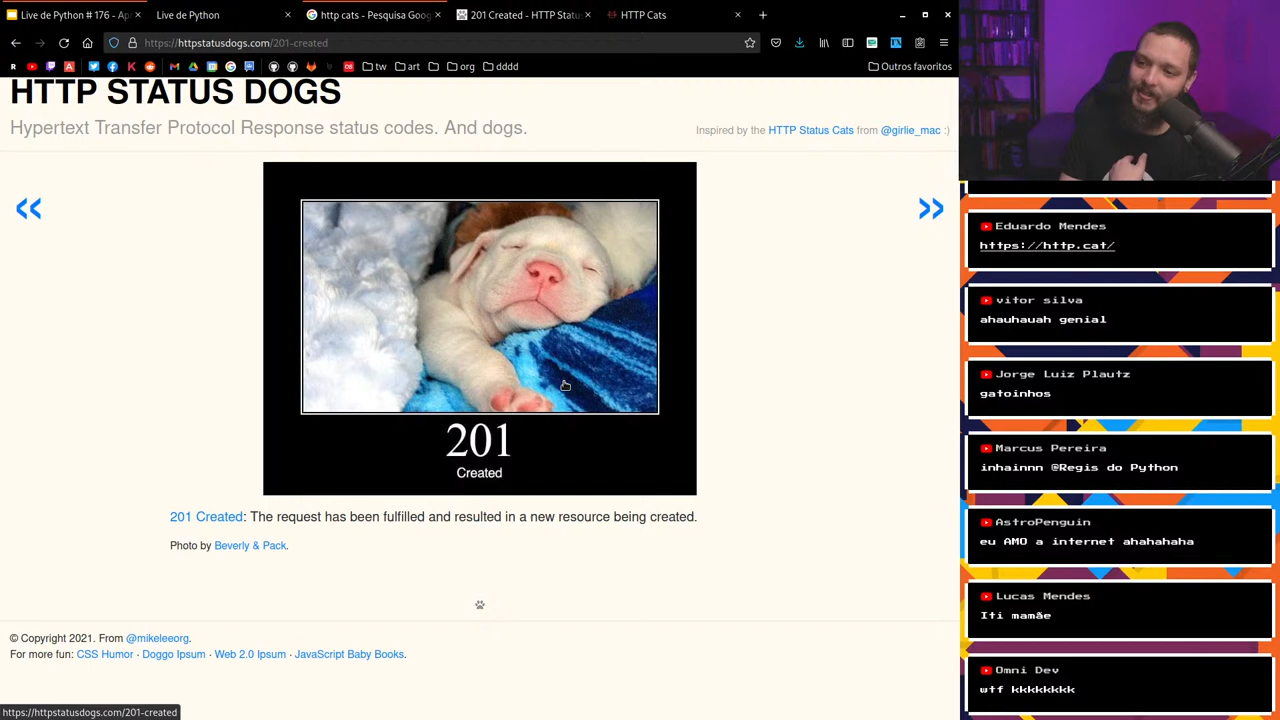 Live de Python # 176 - Ap
Live de Python
http cats - Pesquisa Goog
201 Created - HTTP Statu
HTTP Cats
https://httpstatusdogs.com/201-created
R
tw
art
org
dddd
Outros favoritos
HTTP STATUS DOGS
Hypertext Transfer Protocol Response status codes. And dogs.
Inspired by the HTTP Status Cats from @girlie_mac :)
«
»
201
Created
201 Created: The request has been fulfilled and resulted in a new resource being created.
Photo by Beverly & Pack.
© Copyright 2021. From @mikeleeorg.
For more fun: CSS Humor · Doggo Ipsum · Web 2.0 Ipsum · JavaScript Baby Books.
https://httpstatusdogs.com/201-created
Eduardo Mendes
https://http.cat/
vitor silva
ahauhauah genial
Jorge Luiz Plautz
gatoinhos
Marcus Pereira
inhainnn @Regis do Python
AstroPenguin
eu AMO a internet ahahahaha
Lucas Mendes
Iti mamãe
Omni Dev
wtf kkkkkkkk